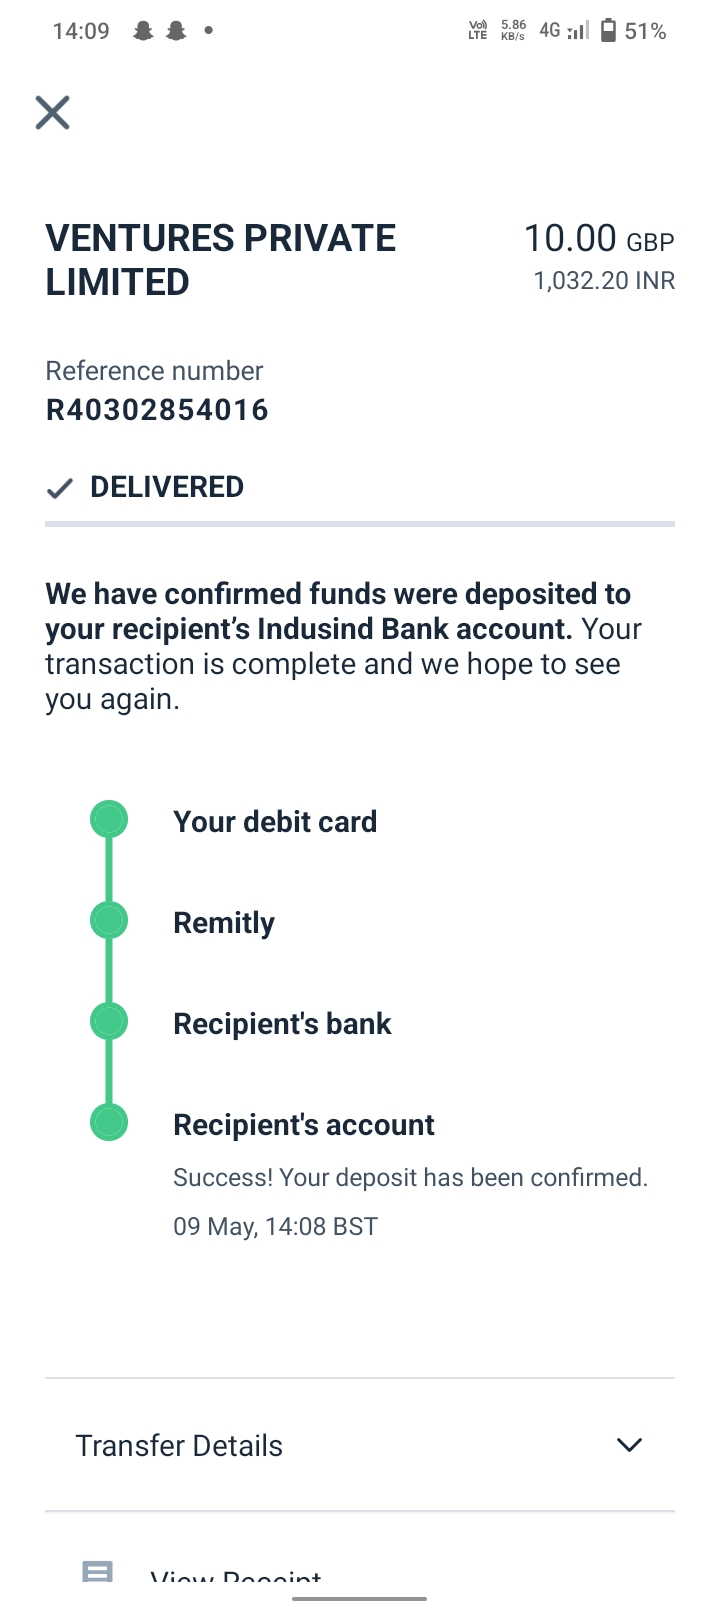 14:09
Vo)) LTE 5.86 KB/s 4G 51%
VENTURES PRIVATE LIMITED
10.00 GBP
1,032.20 INR
Reference number
R40302854016
DELIVERED
We have confirmed funds were deposited to
your recipient’s Indusind Bank account. Your
transaction is complete and we hope to see
you again.
Your debit card
Remitly
Recipient's bank
Recipient's account
Success! Your deposit has been confirmed.
09 May, 14:08 BST
Transfer Details
View Receipt